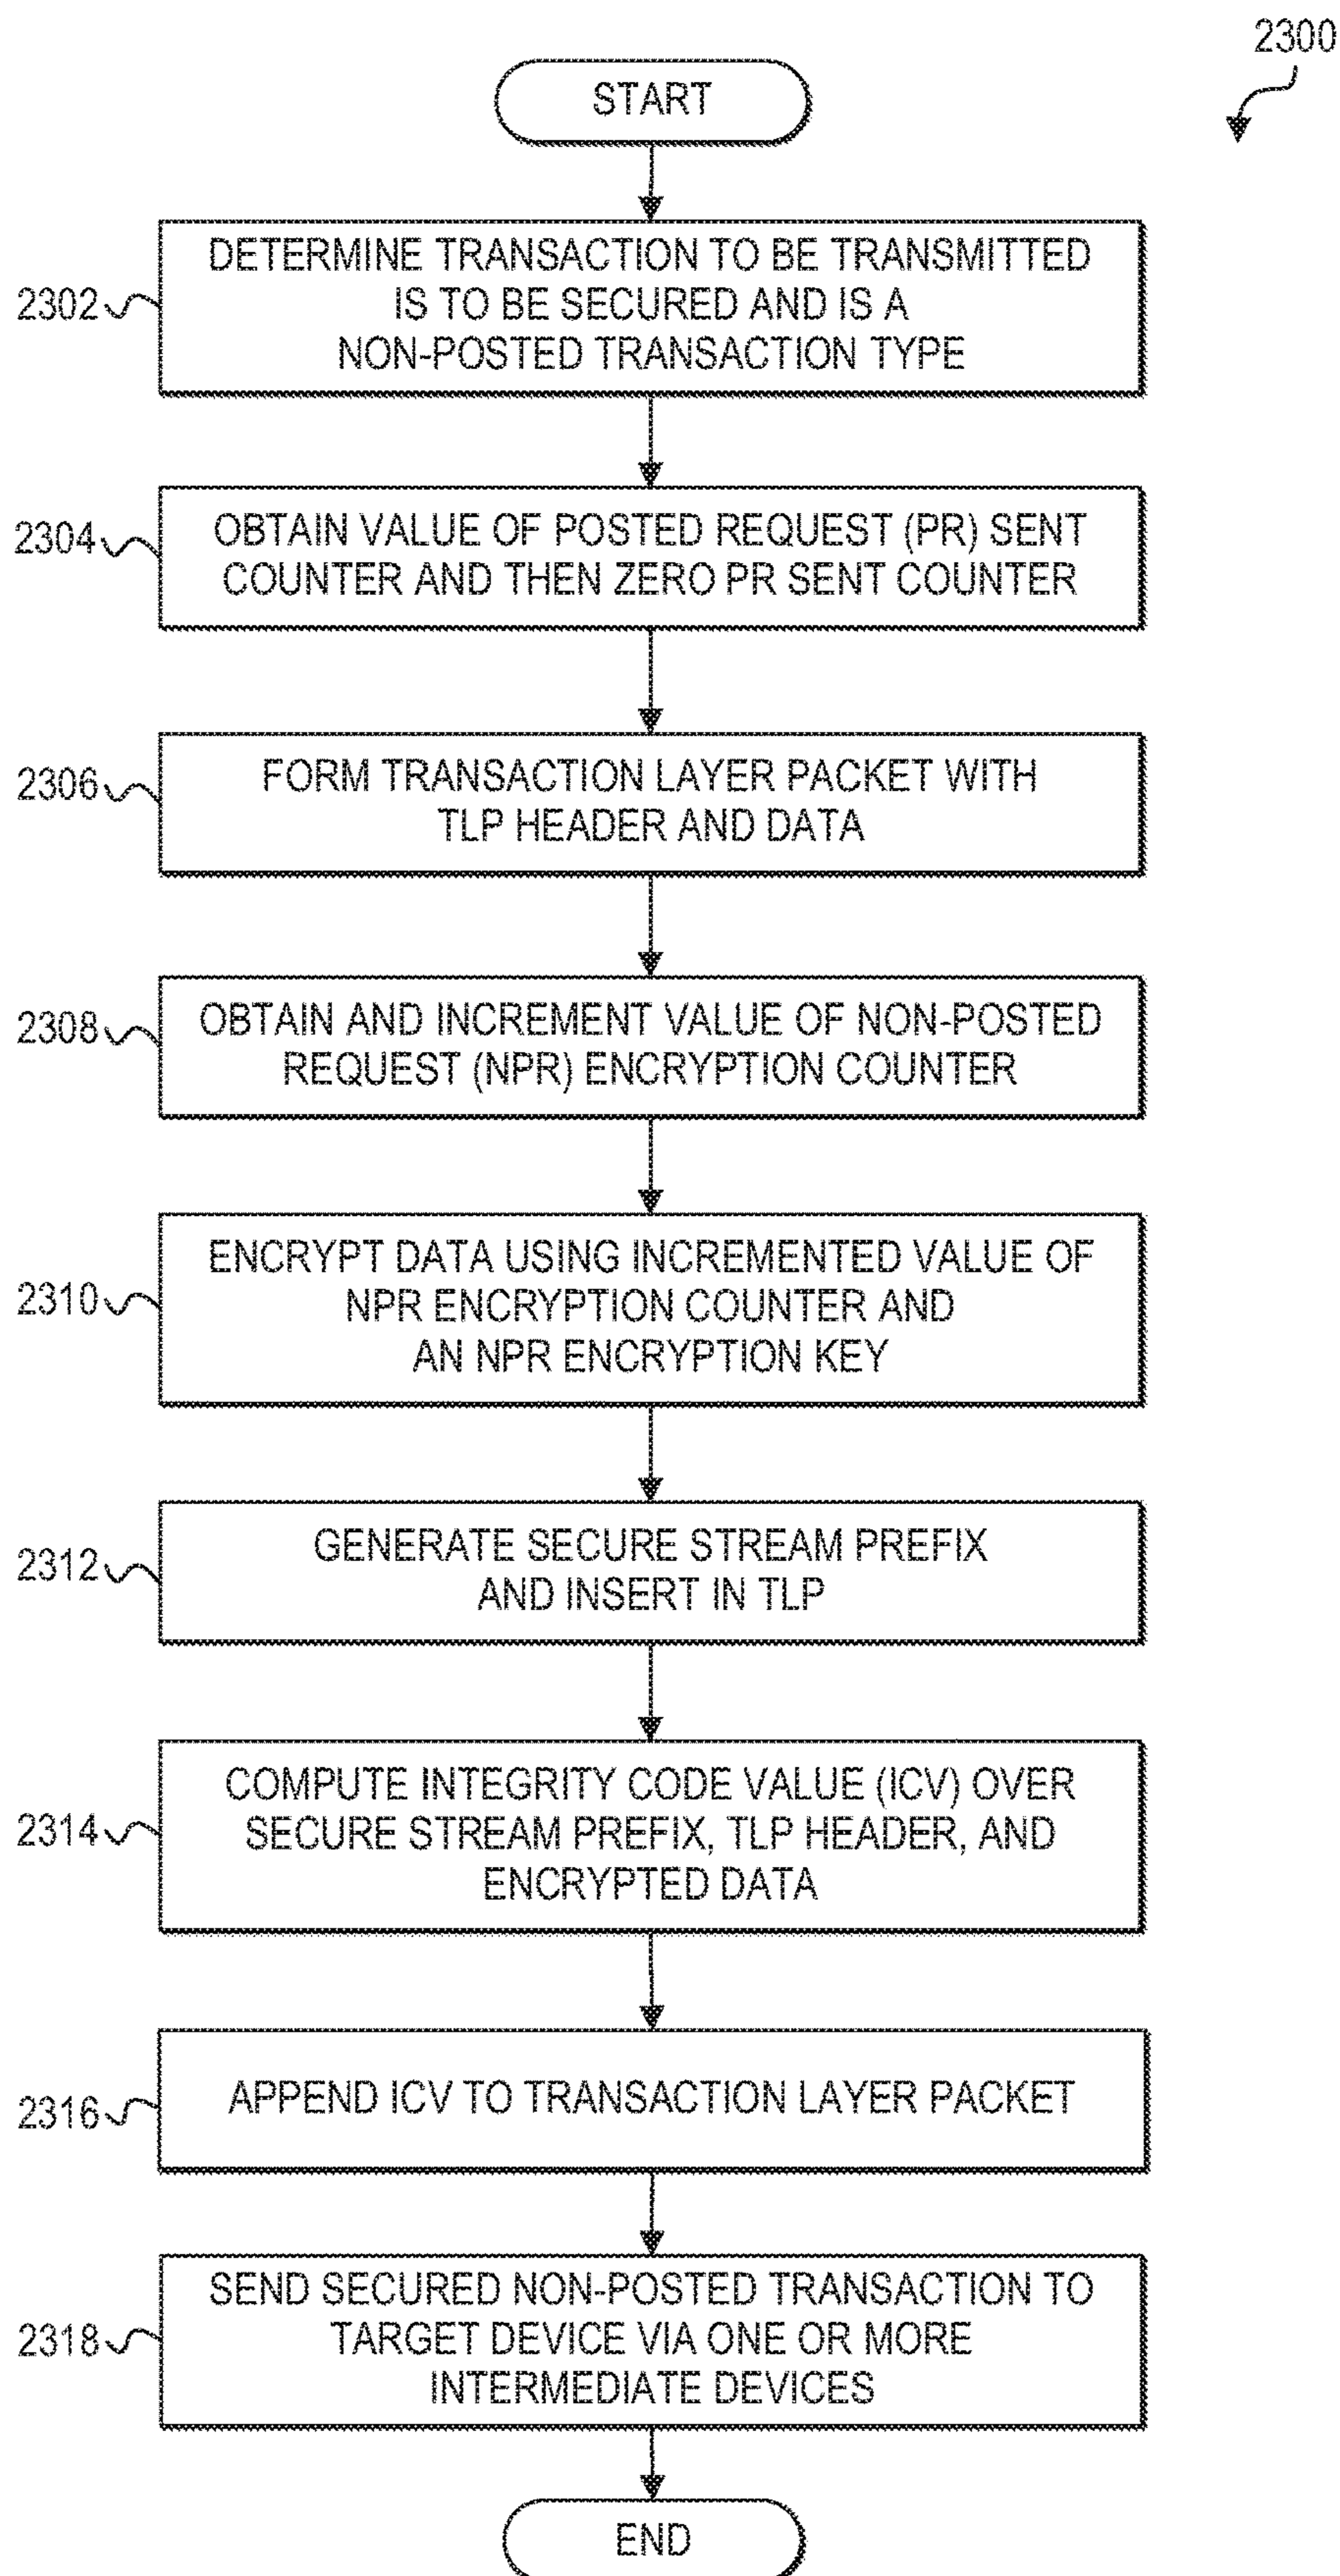 2300
START
2302
DETERMINE TRANSACTION TO BE TRANSMITTED
IS TO BE SECURED AND IS A
NON-POSTED TRANSACTION TYPE
2304
OBTAIN VALUE OF POSTED REQUEST (PR) SENT
COUNTER AND THEN ZERO PR SENT COUNTER
2306
FORM TRANSACTION LAYER PACKET WITH
TLP HEADER AND DATA
2308
OBTAIN AND INCREMENT VALUE OF NON-POSTED
REQUEST (NPR) ENCRYPTION COUNTER
2310
ENCRYPT DATA USING INCREMENTED VALUE OF
NPR ENCRYPTION COUNTER AND
AN NPR ENCRYPTION KEY
2312
GENERATE SECURE STREAM PREFIX
AND INSERT IN TLP
2314
COMPUTE INTEGRITY CODE VALUE (ICV) OVER
SECURE STREAM PREFIX, TLP HEADER, AND
ENCRYPTED DATA
2316
APPEND ICV TO TRANSACTION LAYER PACKET
2318
SEND SECURED NON-POSTED TRANSACTION TO
TARGET DEVICE VIA ONE OR MORE
INTERMEDIATE DEVICES
END